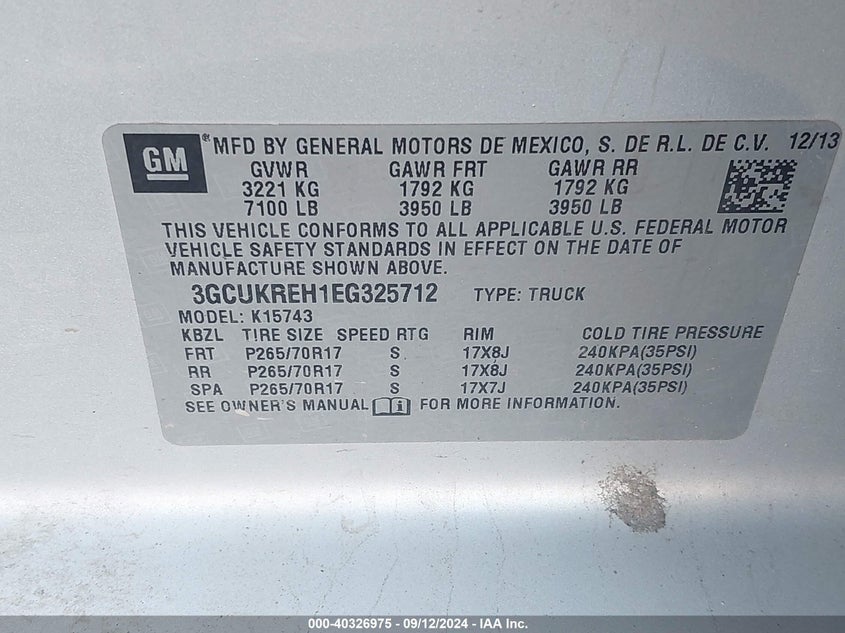 GM
® MFD BY GENERAL MOTORS DE MEXICO, S. DE R.L. DE C.V. 12/13
GVWR GAWR FRT GAWR RR
3221 KG 1792 KG 1792 KG
7100 LB 3950 LB 3950 LB
THIS VEHICLE CONFORMS TO ALL APPLICABLE U.S. FEDERAL MOTOR
VEHICLE SAFETY STANDARDS IN EFFECT ON THE DATE OF
MANUFACTURE SHOWN ABOVE.
3GCUKREH1EG325712 TYPE: TRUCK
MODEL: K15743
KBZL TIRE SIZE SPEED RTG RIM COLD TIRE PRESSURE
FRT P265/70R17 S 17X8J 240KPA(35PSI)
RR P265/70R17 S 17X8J 240KPA(35PSI)
SPA P265/70R17 S 17X7J 240KPA(35PSI)
SEE OWNER'S MANUAL FOR MORE INFORMATION.
000-40326975 - 09/12/2024 - IAA Inc.